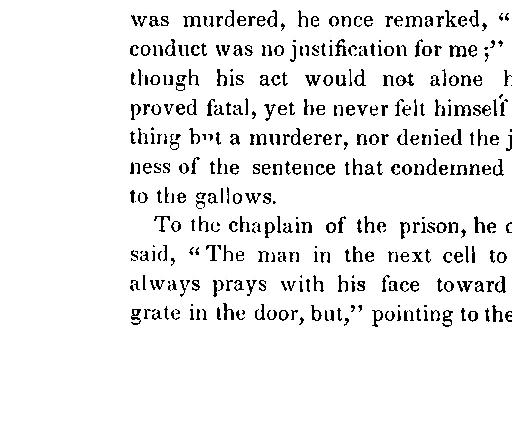 was murdered, he once remarked, “
conduct was no justification for me ;”
though his act would not alone h
proved fatal, yet he never felt himself
thing but a murderer, nor denied the j
ness of the sentence that condemned
to the gallows.
To the chaplain of the prison, he o
said, “The man in the next cell to
always prays with his face toward
grate in the door, but,” pointing to the